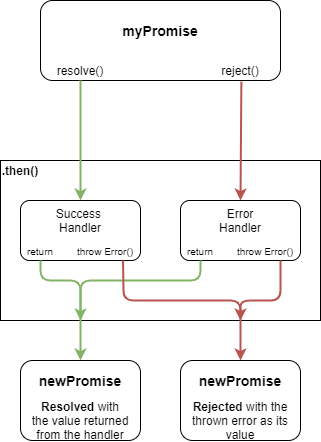 myPromise
resolve() reject()
.then()
Success Error
Handler Handler
return throw Error() return throw Error()
newPromise newPromise
Resolved with Rejected with the
the value returned thrown error as its
from the handler value